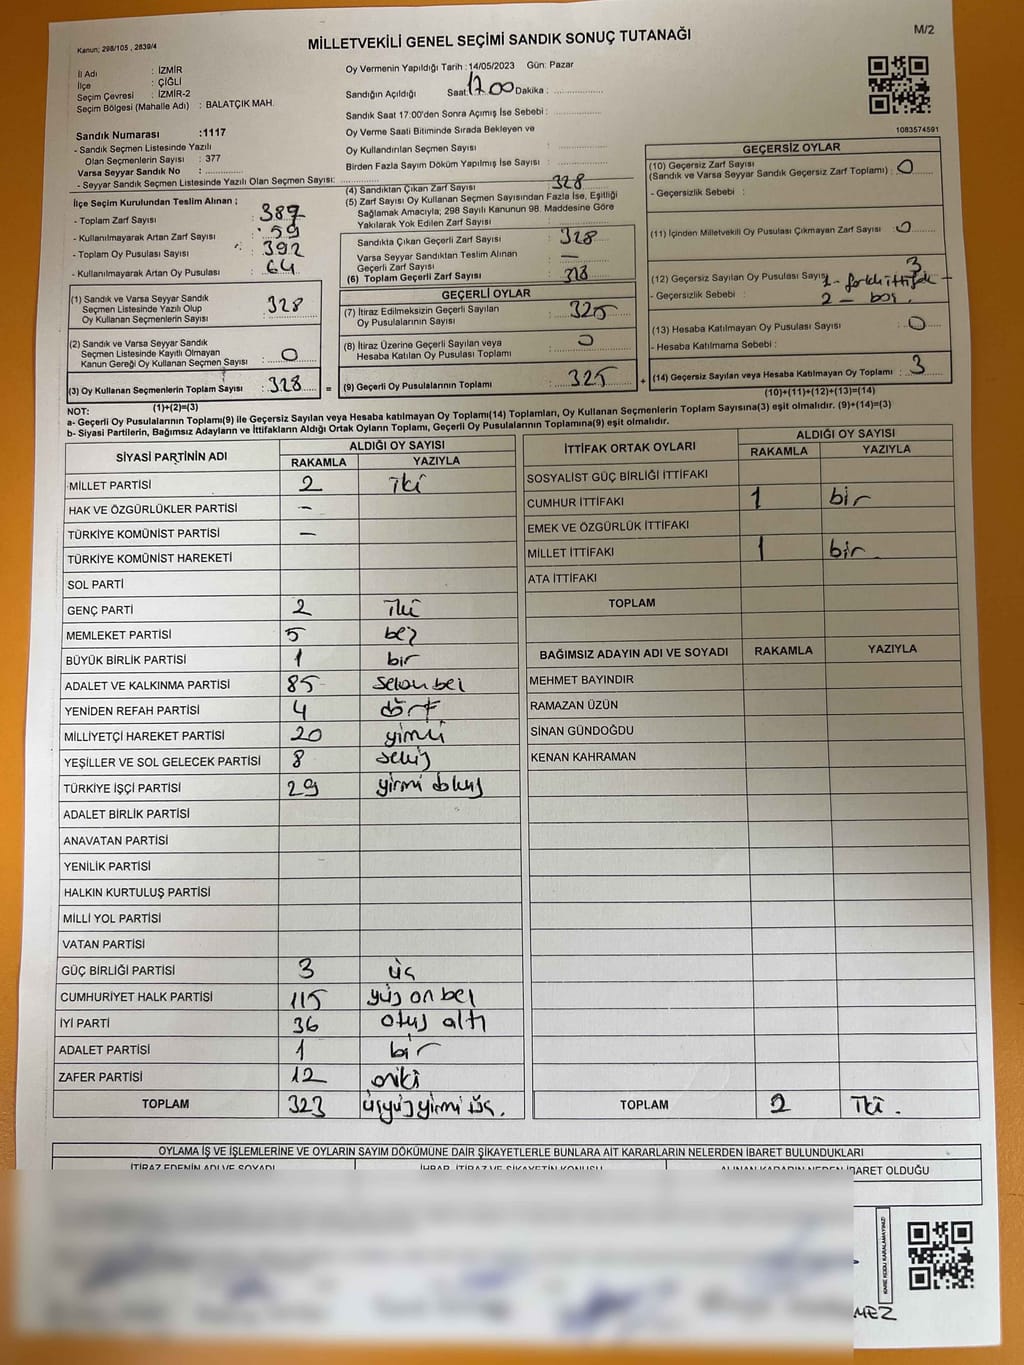 Kanun; 298/105 , 2839/4
MİLLETVEKİLİ GENEL SEÇİMİ SANDIK SONUÇ TUTANAĞI
M/2
İl Adı : İZMİR
İlçe : ÇİĞLİ
Seçim Çevresi : İZMİR-2
Seçim Bölgesi (Mahalle Adı) : BALATÇIK MAH.
Sandık Numarası :1117
- Sandık Seçmen Listesinde Yazılı
Olan Seçmenlerin Sayısı : 377
Varsa Seyyar Sandık No :
- Seyyar Sandık Seçmen Listesinde Yazılı Olan Seçmen Sayısı:
Oy Vermenin Yapıldığı Tarih :14/05/2023 Gün: Pazar
Sandığın Açıldığı Saat: 17.00 Dakika :
Sandık Saat 17:00'den Sonra Açımış İse Sebebi :
Oy Verme Saati Bitiminde Sırada Bekleyen ve
Oy Kullandırılan Seçmen Sayısı :
Birden Fazla Sayım Döküm Yapılmış İse Sayısı :
1083574591
İlçe Seçim Kurulundan Teslim Alınan ;
- Toplam Zarf Sayısı : 387
- Kullanılmayarak Artan Zarf Sayısı : 59
- Toplam Oy Pusulası Sayısı : 392
- Kullanılmayarak Artan Oy Pusulası : 64
(4) Sandıktan Çıkan Zarf Sayısı : 328
(5) Zarf Sayısı Oy Kullanan Seçmen Sayısından Fazla İse, Eşitliği
Sağlamak Amacıyla; 298 Sayılı Kanunun 98. Maddesine Göre
Yakılarak Yok Edilen Zarf Sayısı :
Sandıkta Çıkan Geçerli Zarf Sayısı : 328
Varsa Seyyar Sandıktan Teslim Alınan
Geçerli Zarf Sayısı : —
(6) Toplam Geçerli Zarf Sayısı : 328
GEÇERSİZ OYLAR
(10) Geçersiz Zarf Sayısı
(Sandık ve Varsa Seyyar Sandık Geçersiz Zarf Toplamı) : 0
- Geçersizlik Sebebi :
(11) İçinden Milletvekili Oy Pusulası Çıkmayan Zarf Sayısı : 0
(12) Geçersiz Sayılan Oy Pusulası Sayısı : 3
- Geçersizlik Sebebi : 1- farklı ittifak
2 - boş.
(13) Hesaba Katılmayan Oy Pusulası Sayısı : 0
- Hesaba Katılmama Sebebi :
(14) Geçersiz Sayılan veya Hesaba Katılmayan Oy Toplamı : 3
(10)+(11)+(12)+(13)=(14)
(1) Sandık ve Varsa Seyyar Sandık
Seçmen Listesinde Yazılı Olup
Oy Kullanan Seçmenlerin Sayısı : 328
(2) Sandık ve Varsa Seyyar Sandık
Seçmen Listesinde Kayıtlı Olmayan
Kanun Gereği Oy Kullanan Seçmen Sayısı : 0
(3) Oy Kullanan Seçmenlerin Toplam Sayısı : 328 =
(1)+(2)=(3)
GEÇERLİ OYLAR
(7) İtiraz Edilmeksizin Geçerli Sayılan
Oy Pusulalarının Sayısı : 325
(8) İtiraz Üzerine Geçerli Sayılan veya
Hesaba Katılan Oy Pusulası Toplamı : 0
(9) Geçerli Oy Pusulalarının Toplamı : 325 +
NOT:
a- Geçerli Oy Pusulalarının Toplamı(9) ile Geçersiz Sayılan veya Hesaba katılmayan Oy Toplamı(14) Toplamları, Oy Kullanan Seçmenlerin Toplam Sayısına(3) eşit olmalıdır. (9)+(14)=(3)
b- Siyasi Partilerin, Bağımsız Adayların ve İttifakların Aldığı Ortak Oyların Toplamı, Geçerli Oy Pusulalarının Toplamına(9) eşit olmalıdır.
SİYASİ PARTİNİN ADI ALDIĞI OY SAYISI
RAKAMLA YAZIYLA
MİLLET PARTİSİ 2 iki
HAK VE ÖZGÜRLÜKLER PARTİSİ —
TÜRKİYE KOMÜNİST PARTİSİ —
TÜRKİYE KOMÜNİST HAREKETİ
SOL PARTİ
GENÇ PARTİ 2 iki
MEMLEKET PARTİSİ 5 beş
BÜYÜK BİRLİK PARTİSİ 1 bir
ADALET VE KALKINMA PARTİSİ 85 seksen beş
YENİDEN REFAH PARTİSİ 4 dört
MİLLİYETÇİ HAREKET PARTİSİ 20 yirmi
YEŞİLLER VE SOL GELECEK PARTİSİ 8 sekiz
TÜRKİYE İŞÇİ PARTİSİ 29 yirmi dokuz
ADALET BİRLİK PARTİSİ
ANAVATAN PARTİSİ
YENİLİK PARTİSİ
HALKIN KURTULUŞ PARTİSİ
MİLLİ YOL PARTİSİ
VATAN PARTİSİ
GÜÇ BİRLİĞİ PARTİSİ 3 üç
CUMHURİYET HALK PARTİSİ 115 yüz on beş
İYİ PARTİ 36 otuz altı
ADALET PARTİSİ 1 bir
ZAFER PARTİSİ 12 oniki
TOPLAM 323 üçyüzyirmi üç.
İTTİFAK ORTAK OYLARI ALDIĞI OY SAYISI
RAKAMLA YAZIYLA
SOSYALİST GÜÇ BİRLİĞİ İTTİFAKI
CUMHUR İTTİFAKI 1 bir
EMEK VE ÖZGÜRLÜK İTTİFAKI
MİLLET İTTİFAKI 1 bir
ATA İTTİFAKI
TOPLAM
BAĞIMSIZ ADAYIN ADI VE SOYADI RAKAMLA YAZIYLA
MEHMET BAYINDIR
RAMAZAN ÜZÜN
SİNAN GÜNDOĞDU
KENAN KAHRAMAN
TOPLAM 2 iki.
OYLAMA İŞ VE İŞLEMLERİNE VE OYLARIN SAYIM DÖKÜMÜNE DAİR ŞİKAYETLERLE BUNLARA AİT KARARLARIN NELERDEN İBARET BULUNDUKLARI
İTİRAZ EDENİN ADI VE SOYADI İHBAR, İTİRAZ VE ŞİKAYETİN KONUSU ALINAN KARARIN NEDEN İBARET OLDUĞU
KARE KODU KARALAMAYINIZ!
MEZ